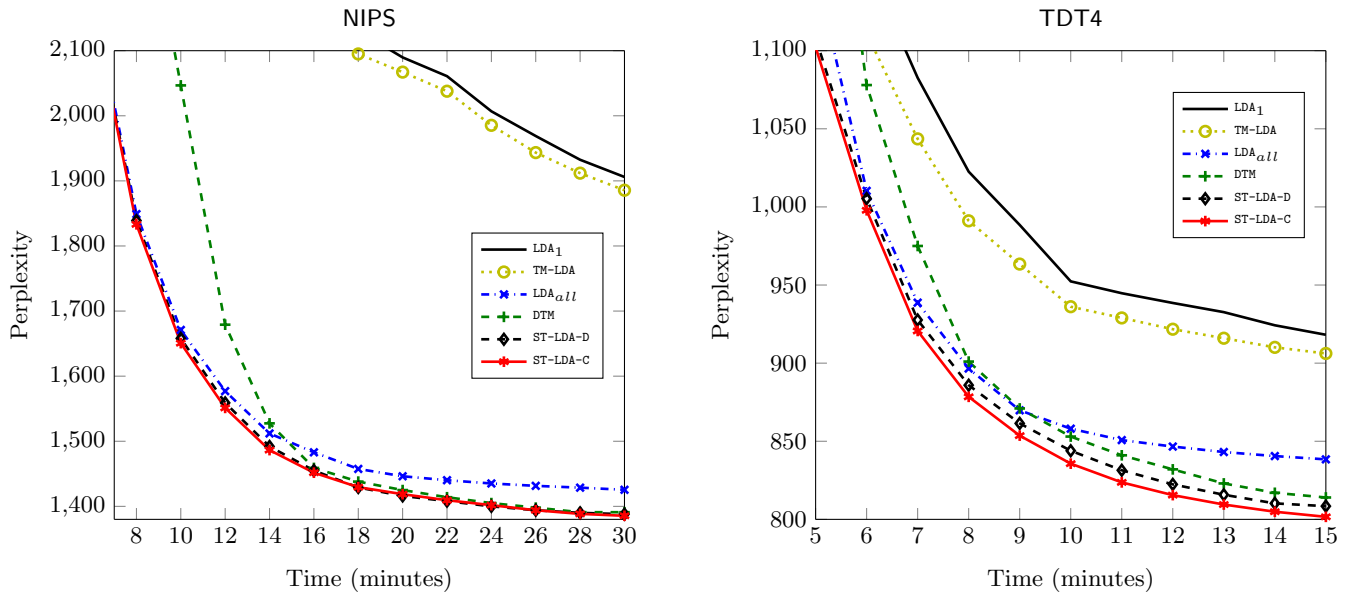 NIPS
2,100
2,000
1,900
1,800
1,700
1,600
1,500
1,400
Perplexity
8 10 12 14 16 18 20 22 24 26 28 30
Time (minutes)
LDA1
TM-LDA
LDAall
DTM
ST-LDA-D
ST-LDA-C
TDT4
1,100
1,050
1,000
950
900
850
800
Perplexity
5 6 7 8 9 10 11 12 13 14 15
Time (minutes)
LDA1
TM-LDA
LDAall
DTM
ST-LDA-D
ST-LDA-C